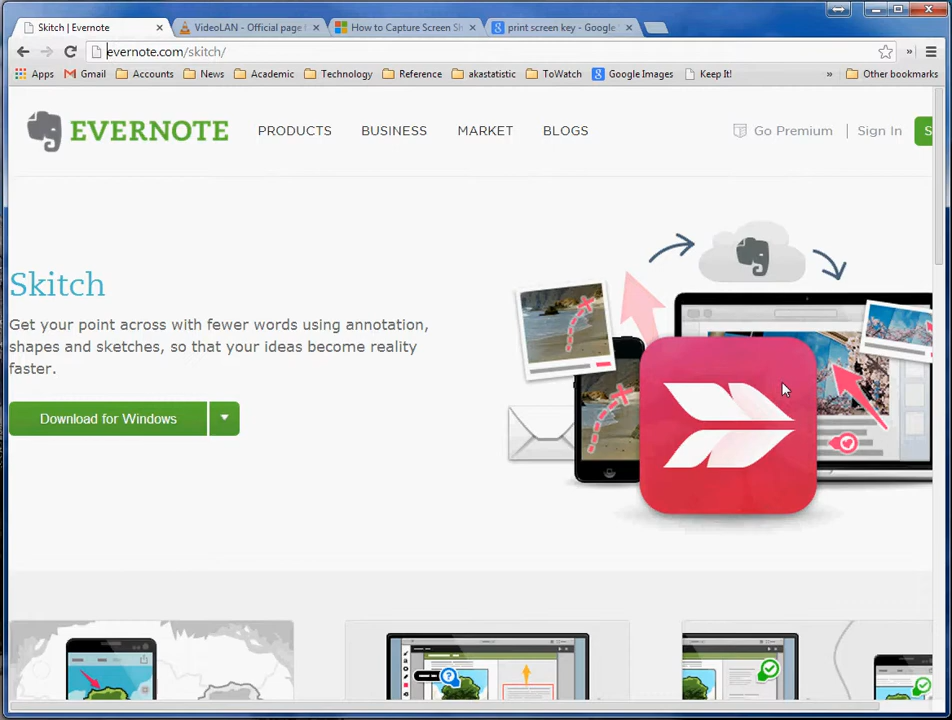 Skitch | Evernote
VideoLAN - Official page f
How to Capture Screen Sh
print screen key - Google
evernote.com/skitch/
Apps
Gmail
Accounts
News
Academic
Technology
Reference
akastatistic
ToWatch
Google Images
Keep It!
»
Other bookmarks
EVERNOTE
PRODUCTS
BUSINESS
MARKET
BLOGS
Go Premium
Sign In
S
Skitch
Get your point across with fewer words using annotation,
shapes and sketches, so that your ideas become reality
faster.
Download for Windows